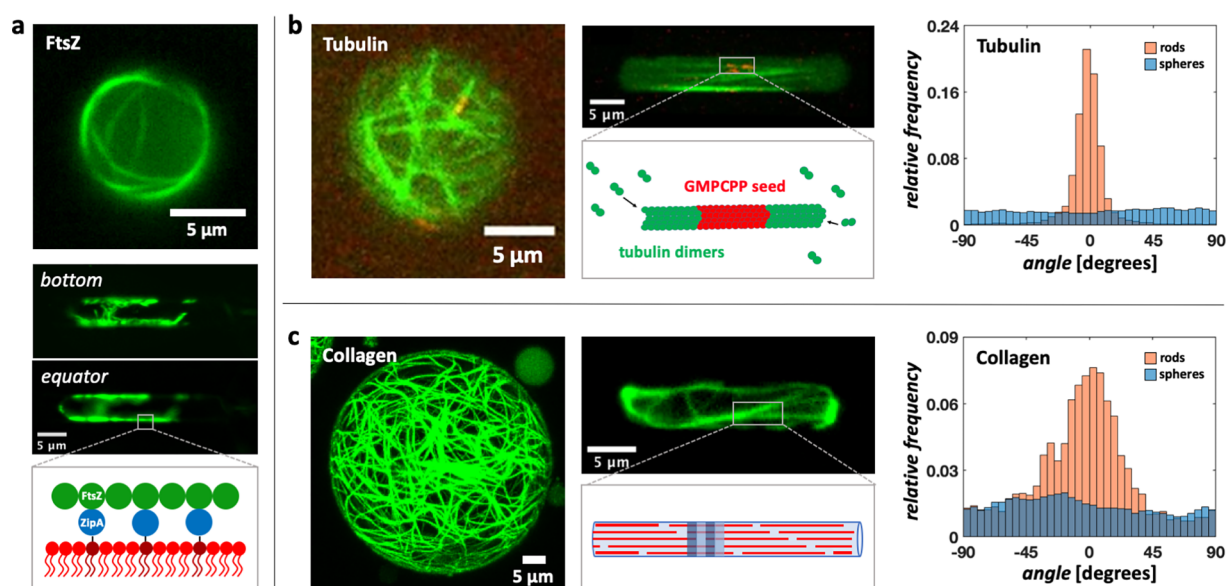 a
FtsZ
5 µm
bottom
equator
5 µm
FtsZ
ZipA
b
Tubulin
5 µm
5 µm
GMPCPP seed
tubulin dimers
0.24
0.16
0.08
0
relative frequency
Tubulin
rods
spheres
-90 -45 0 45 90
angle [degrees]
c
Collagen
5 µm
5 µm
0.09
0.06
0.03
0
relative frequency
Collagen
rods
spheres
-90 -45 0 45 90
angle [degrees]